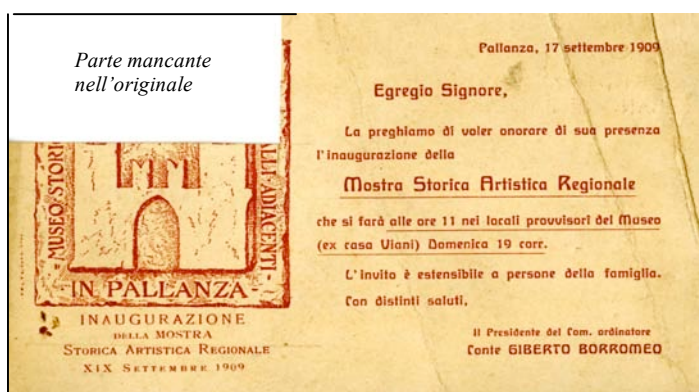 Parte mancante
nell'originale
MUSEO STORIC
ALLI ADIACENTI -
IN PALLANZA
INAUGURAZIONE
DELLA MOSTRA
STORICA ARTISTICA REGIONALE
XIX SETTEMBRE 1909
Pallanza, 17 settembre 1909
Egregio Signore,
La preghiamo di voler onorare di sua presenza
l'inaugurazione della
Mostra Storica Artistica Regionale
che si farà alle ore 11 nei locali provvisori del Museo
(ex casa Viani) Domenica 19 corr.
L'invito è estensibile a persone della famiglia.
Con distinti saluti,
Il Presidente del Com. ordinatore
Conte GIBERTO BORROMEO